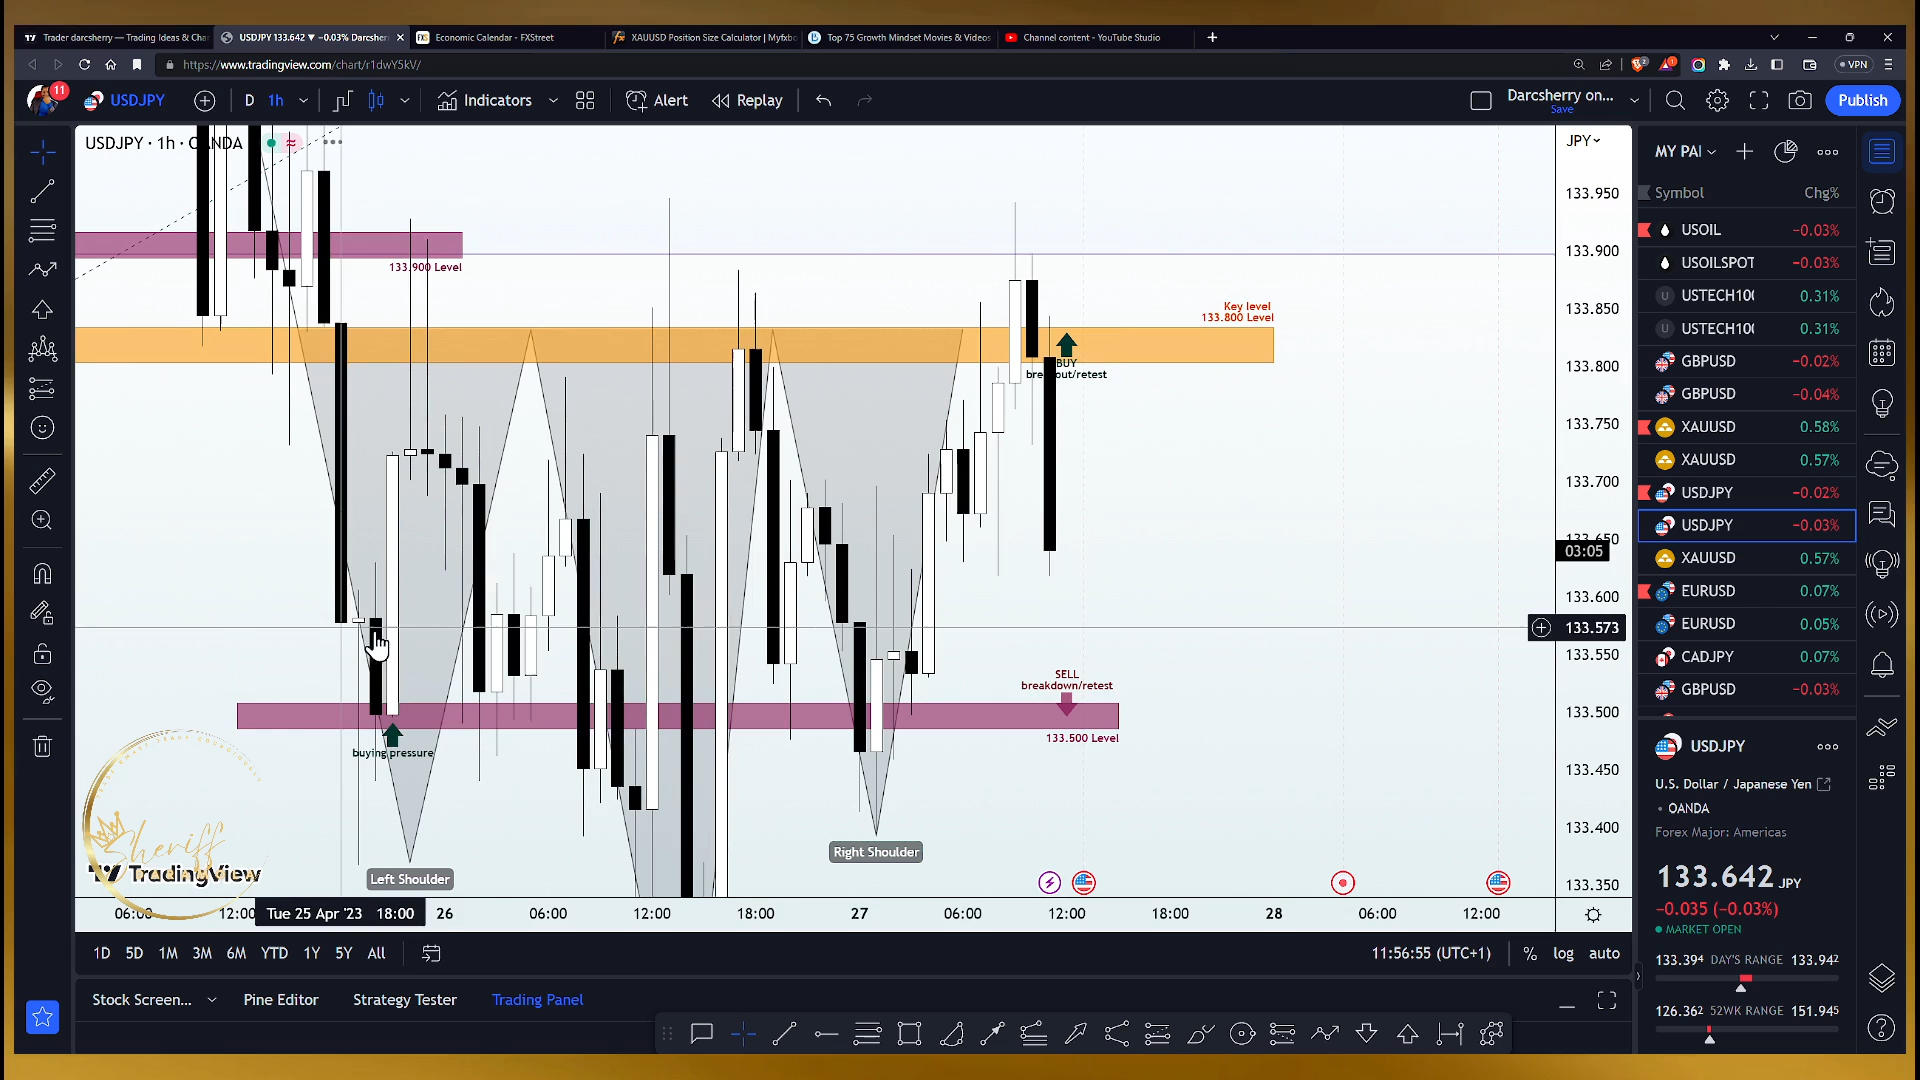 Trader darcsherry — Trading Ideas & Cha
USDJPY 133.642 ▼ −0.03% Darcsherr
Economic Calendar - FXStreet
XAUUSD Position Size Calculator | Myfxbo
Top 75 Growth Mindset Movies & Videos
Channel content - YouTube Studio
https://www.tradingview.com/chart/r1dwY5kV/
VPN
11
USDJPY
D
1h
Indicators
Alert
Replay
Darcsherry on...
Save
Publish
USDJPY · 1h · OANDA
JPY
133.950
133.900
133.850
133.800
133.750
133.700
133.650
03:05
133.600
133.573
133.550
133.500
133.450
133.400
133.350
133.900 Level
Key level
133.800 Level
BUY
breakout/retest
SELL
breakdown/retest
133.500 Level
buying pressure
Left Shoulder
Right Shoulder
Sheriff
TradingView
06:00
12:00
Tue 25 Apr '23 18:00
26
06:00
12:00
18:00
27
06:00
12:00
18:00
28
06:00
12:00
1D 5D 1M 3M 6M YTD 1Y 5Y All
11:56:55 (UTC+1)
%
log
auto
Stock Screen...
Pine Editor
Strategy Tester
Trading Panel
MY PAI
Symbol Chg%
USOIL −0.03%
USOILSPOT −0.03%
USTECH100 0.31%
USTECH100 0.31%
GBPUSD −0.02%
GBPUSD −0.04%
XAUUSD 0.58%
XAUUSD 0.57%
USDJPY −0.02%
USDJPY −0.03%
XAUUSD 0.57%
EURUSD 0.07%
EURUSD 0.05%
CADJPY 0.07%
GBPUSD −0.03%
USDJPY
U.S. Dollar / Japanese Yen
OANDA
Forex Major: Americas
133.642 JPY
−0.035 (−0.03%)
MARKET OPEN
133.394 DAY'S RANGE 133.942
126.362 52WK RANGE 151.945